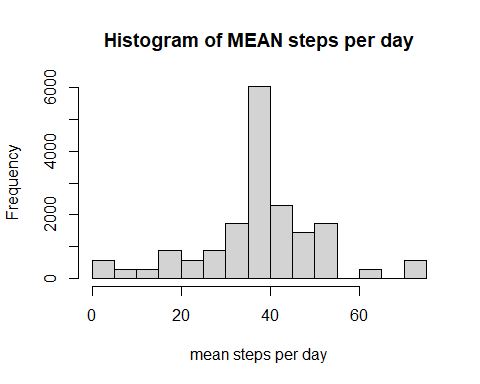 Histogram of MEAN steps per day
Frequency
6000
4000
2000
0
0 20 40 60
mean steps per day